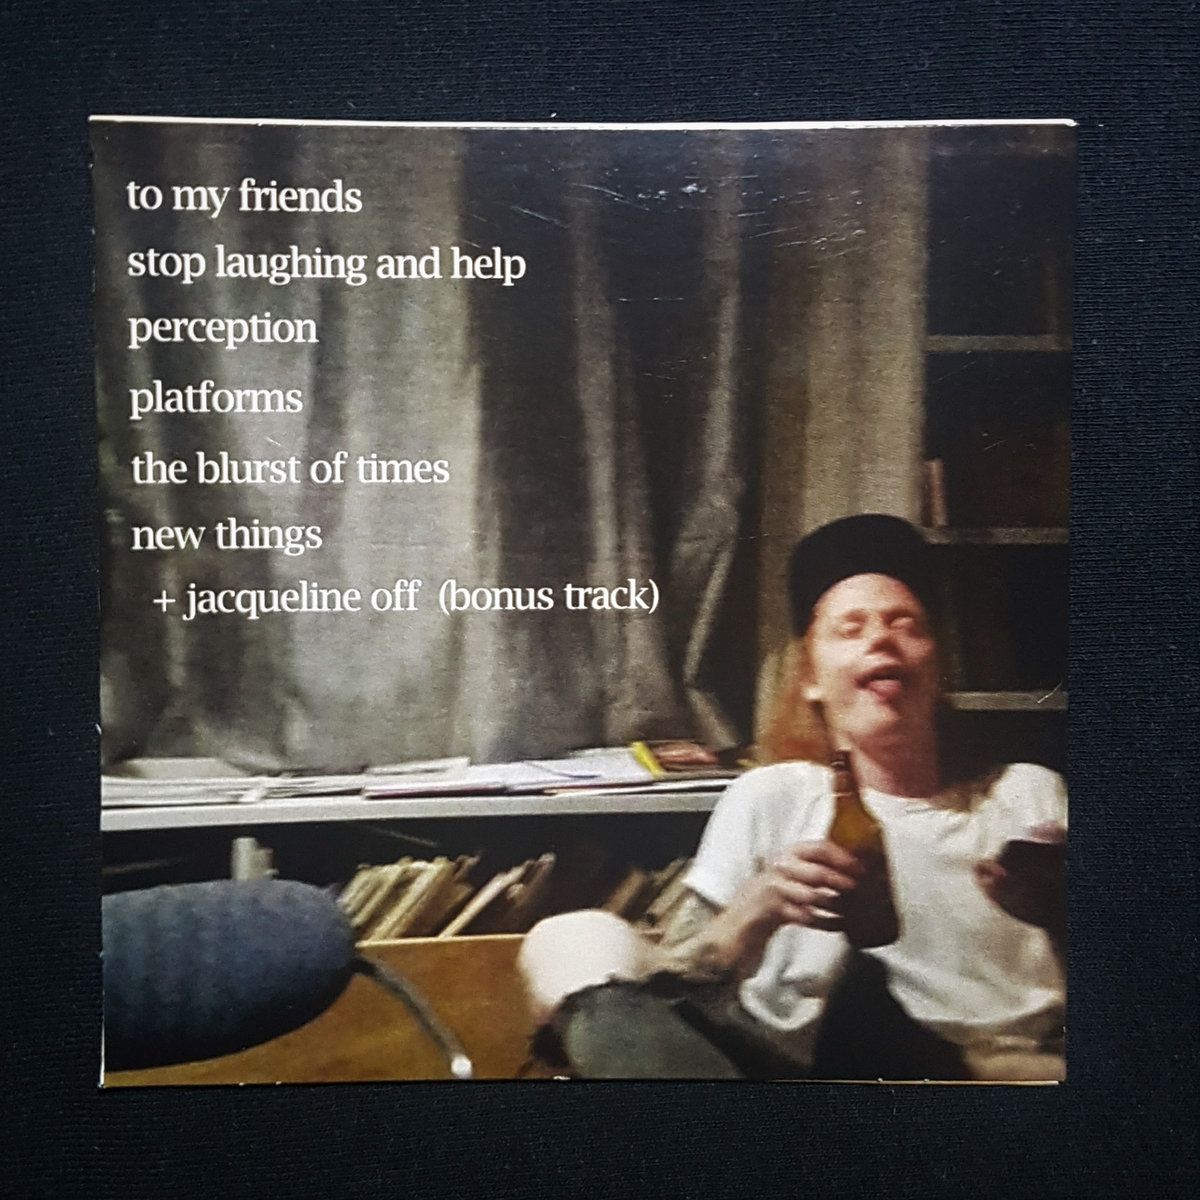 to my friends
stop laughing and help
perception
platforms
the blurst of times
new things
+ jacqueline off (bonus track)